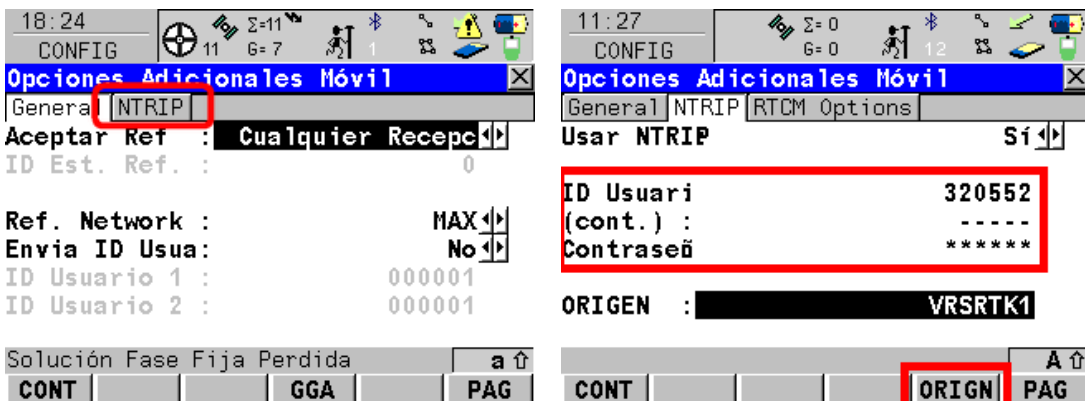 18:24
CONFIG
11
Σ=11
G= 7
1
Opciones Adicionales Móvil
General NTRIP
Aceptar Ref : Cualquier Recepc
ID Est. Ref. : 0
Ref. Network : MAX
Envia ID Usua: No
ID Usuario 1 : 000001
ID Usuario 2 : 000001
Solución Fase Fija Perdida a
CONT GGA PAG
11:27
CONFIG
Σ= 0
G= 0
12
Opciones Adicionales Móvil
General NTRIP RTCM Options
Usar NTRIP Sí
ID Usuari 320552
(cont.) : -----
Contraseñ ******
ORIGEN : VRSRTK1
A
CONT ORIGN PAG